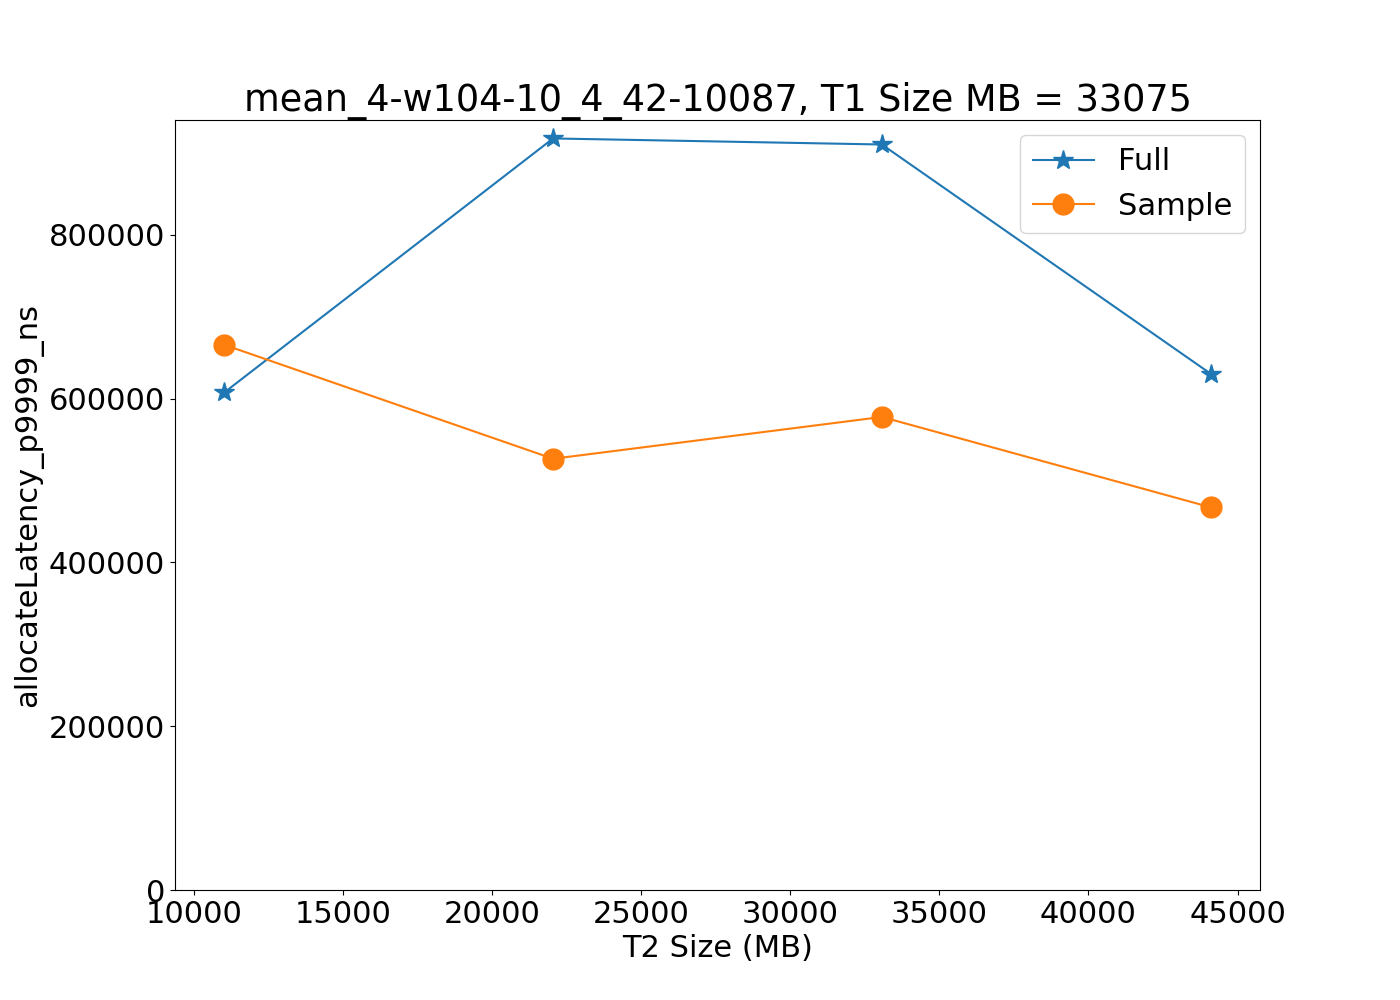 mean_4-w104-10_4_42-10087, T1 Size MB = 33075
Full
Sample
allocateLatency_p9999_ns
800000
600000
400000
200000
0
10000 15000 20000 25000 30000 35000 40000 45000
T2 Size (MB)